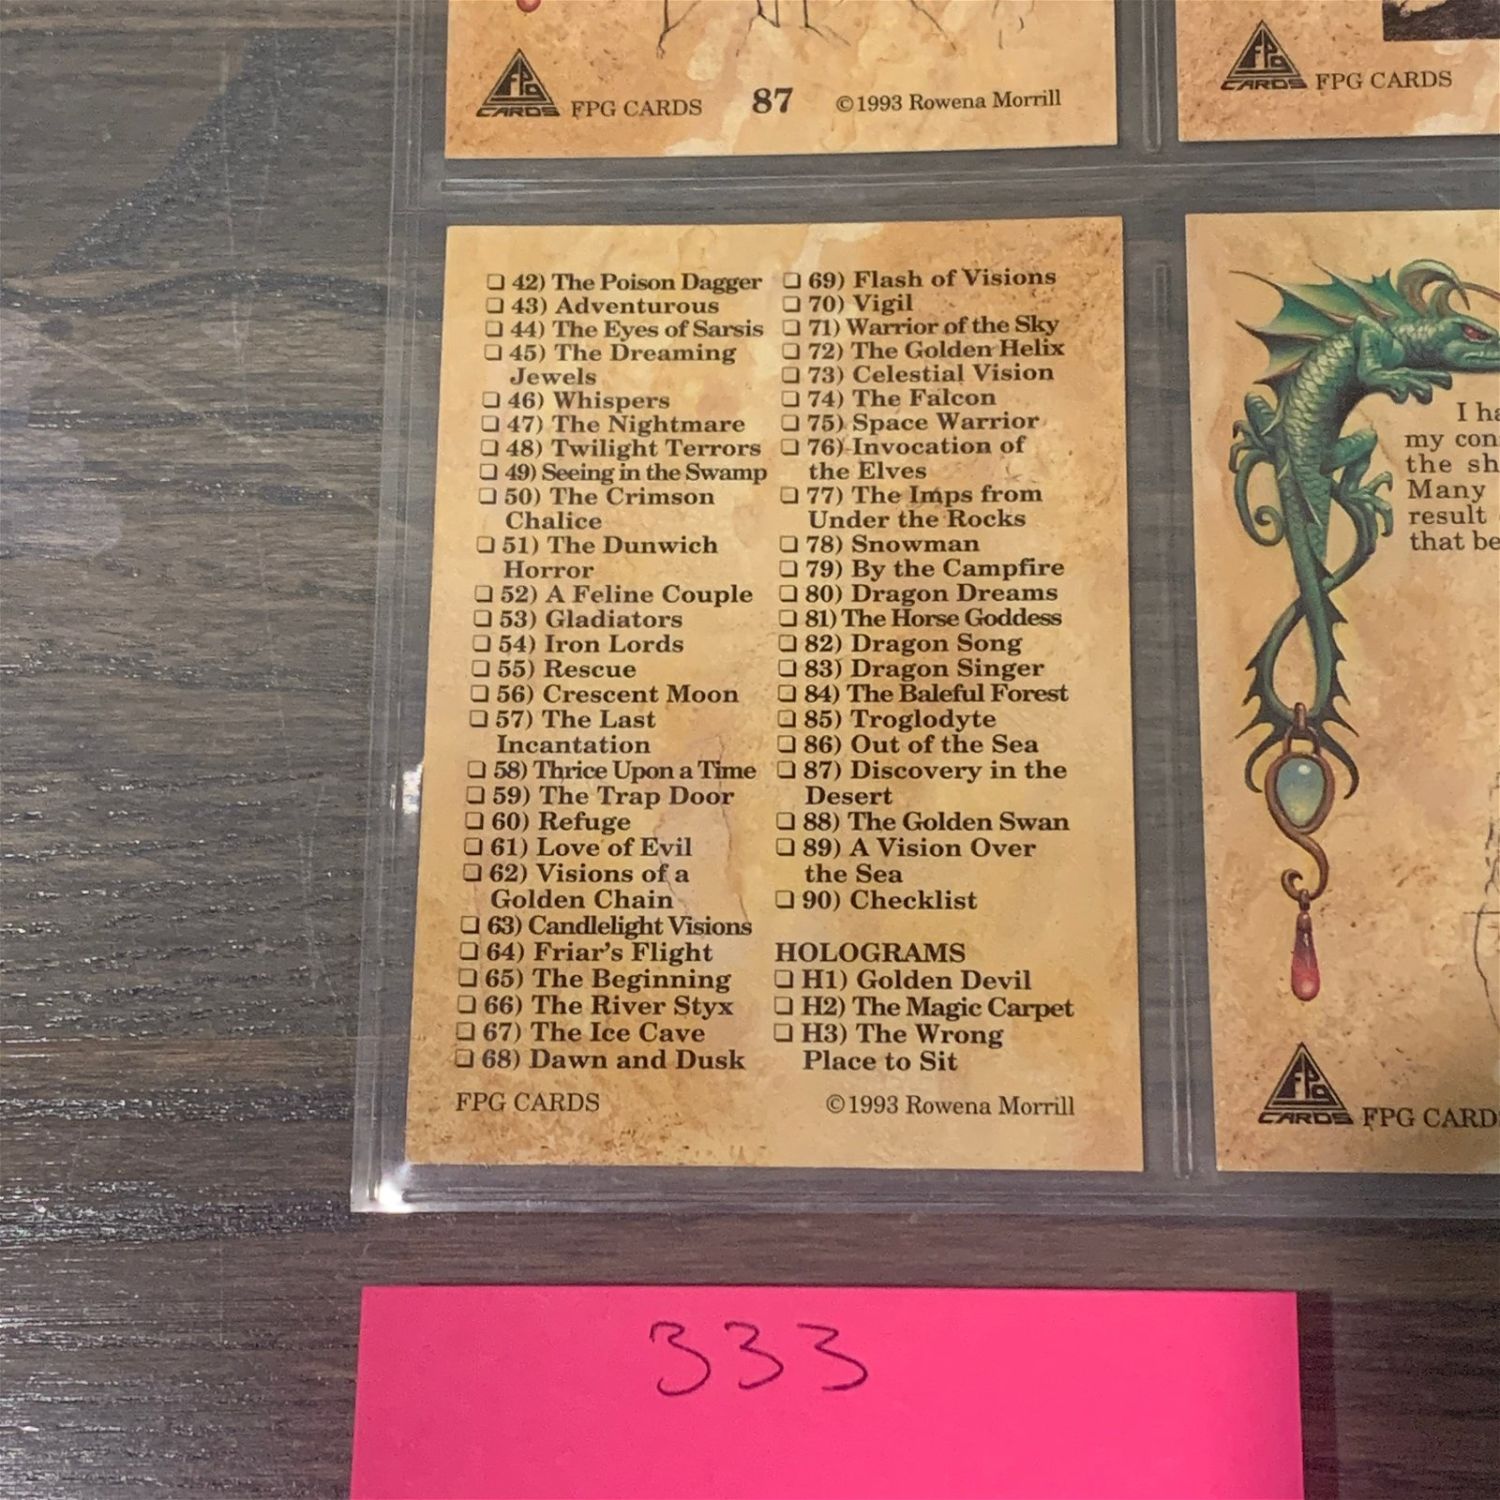 FPG CARDS FPG CARDS 87 ©1993 Rowena Morrill
FPG CARDS FPG CARDS
❏ 42) The Poison Dagger
❏ 43) Adventurous
❏ 44) The Eyes of Sarsis
❏ 45) The Dreaming
Jewels
❏ 46) Whispers
❏ 47) The Nightmare
❏ 48) Twilight Terrors
❏ 49) Seeing in the Swamp
❏ 50) The Crimson
Chalice
❏ 51) The Dunwich
Horror
❏ 52) A Feline Couple
❏ 53) Gladiators
❏ 54) Iron Lords
❏ 55) Rescue
❏ 56) Crescent Moon
❏ 57) The Last
Incantation
❏ 58) Thrice Upon a Time
❏ 59) The Trap Door
❏ 60) Refuge
❏ 61) Love of Evil
❏ 62) Visions of a
Golden Chain
❏ 63) Candlelight Visions
❏ 64) Friar's Flight
❏ 65) The Beginning
❏ 66) The River Styx
❏ 67) The Ice Cave
❏ 68) Dawn and Dusk
❏ 69) Flash of Visions
❏ 70) Vigil
❏ 71) Warrior of the Sky
❏ 72) The Golden Helix
❏ 73) Celestial Vision
❏ 74) The Falcon
❏ 75) Space Warrior
❏ 76) Invocation of
the Elves
❏ 77) The Imps from
Under the Rocks
❏ 78) Snowman
❏ 79) By the Campfire
❏ 80) Dragon Dreams
❏ 81) The Horse Goddess
❏ 82) Dragon Song
❏ 83) Dragon Singer
❏ 84) The Baleful Forest
❏ 85) Troglodyte
❏ 86) Out of the Sea
❏ 87) Discovery in the
Desert
❏ 88) The Golden Swan
❏ 89) A Vision Over
the Sea
❏ 90) Checklist
HOLOGRAMS
❏ H1) Golden Devil
❏ H2) The Magic Carpet
❏ H3) The Wrong
Place to Sit
FPG CARDS ©1993 Rowena Morrill
I
my
the
Many
result
that
FPG CARDS FPG
333